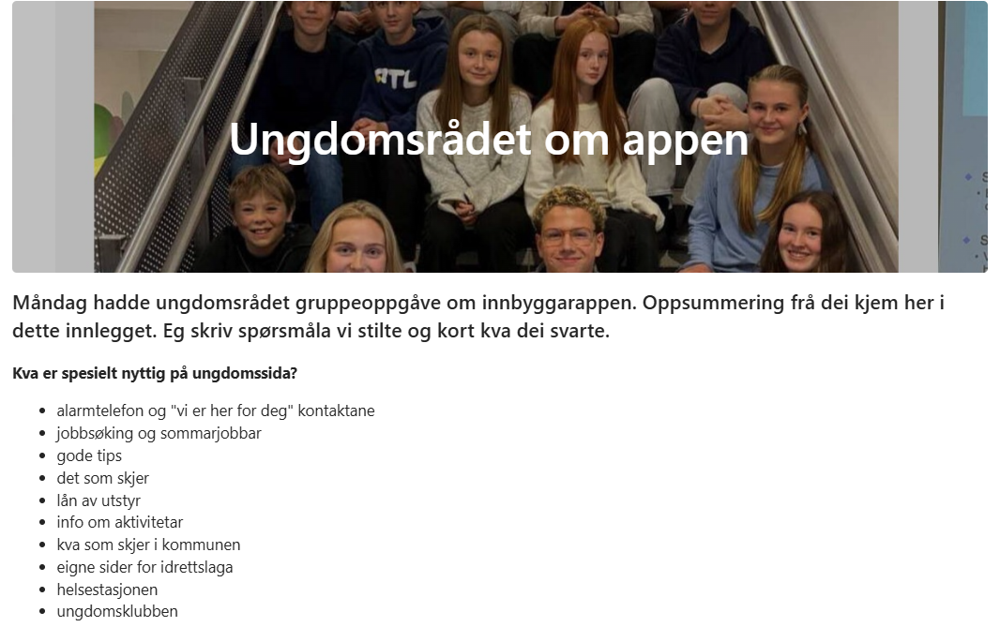 UTL
Ungdomsrådet om appen
Måndag hadde ungdomsrådet gruppeoppgåve om innbyggarappen. Oppsummering frå dei kjem her i
dette innlegget. Eg skriv spørsmåla vi stilte og kort kva dei svarte.
Kva er spesielt nyttig på ungdomssida?
• alarmtelefon og "vi er her for deg" kontaktane
• jobbsøking og sommarjobbar
• gode tips
• det som skjer
• lån av utstyr
• info om aktivitetar
• kva som skjer i kommunen
• eigne sider for idrettslaga
• helsestasjonen
• ungdomsklubben